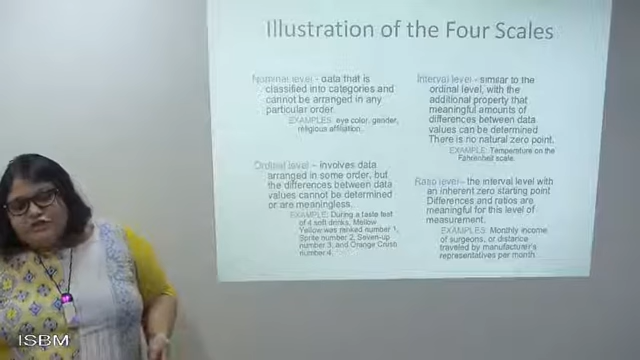 Illustration of the Four Scales
Nominal level - data that is
classified into categories and
cannot be arranged in any
particular order.
EXAMPLES: eye color, gender,
religious affiliation.
Ordinal level – involves data
arranged in some order, but
the differences between data
values cannot be determined
or are meaningless.
EXAMPLE: During a taste test
of 4 soft drinks, Mellow
Yellow was ranked number 1,
Sprite number 2, Seven-up
number 3, and Orange Crush
number 4.
Interval level - similar to the
ordinal level, with the
additional property that
meaningful amounts of
differences between data
values can be determined
There is no natural zero point.
EXAMPLE: Temperature on the
Fahrenheit scale.
Ratio level - the interval level with
an inherent zero starting point
Differences and ratios are
meaningful for this level of
measurement.
EXAMPLES: Monthly income
of surgeons, or distance
traveled by manufacturer's
representatives per month.
ISBM